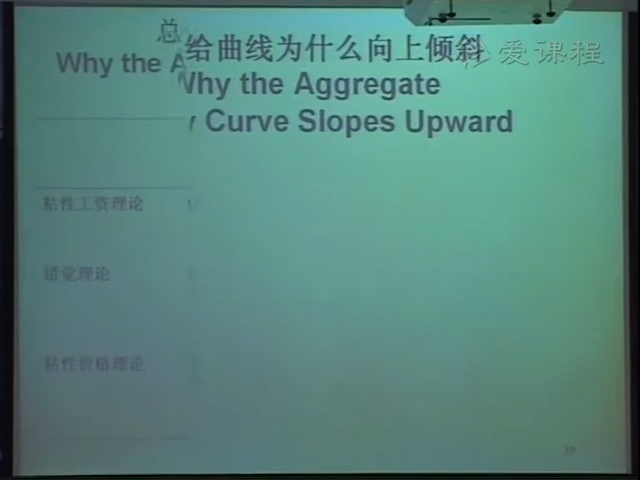 总给曲线为什么向上倾斜
爱课程
Why the A
Why the Aggregate
Curve Slopes Upward
粘性工资理论
错觉理论
粘性价格理论